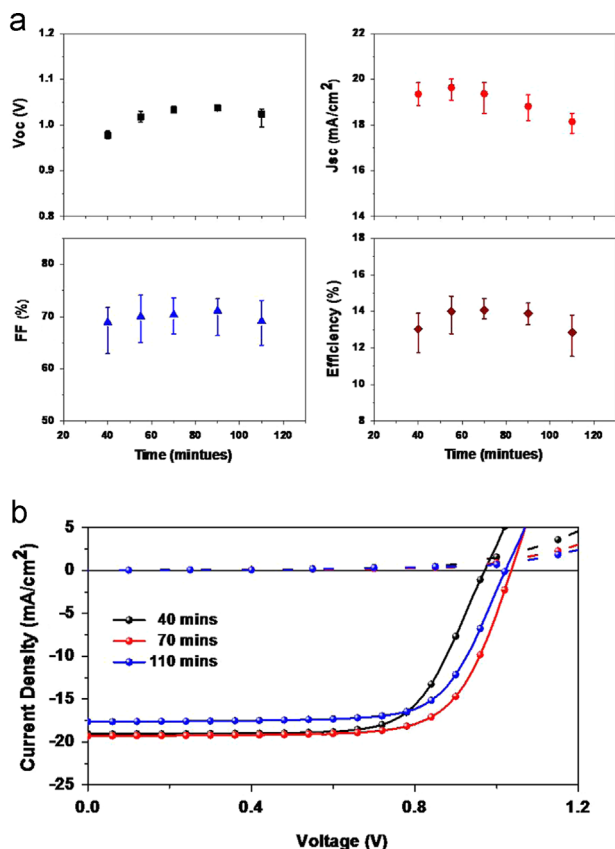 a
1.2
1.1
1.0
0.9
0.8
Voc (V)
22
20
18
16
14
Jsc (mA/cm²)
80
70
60
50
FF (%)
20 40 60 80 100 120
Time (mintues)
18
16
14
12
10
8
Efficiency (%)
20 40 60 80 100 120
Time (mintues)
b
5
0
-5
-10
-15
-20
-25
Current Density (mA/cm²)
40 mins
70 mins
110 mins
0.0 0.4 0.8 1.2
Voltage (V)